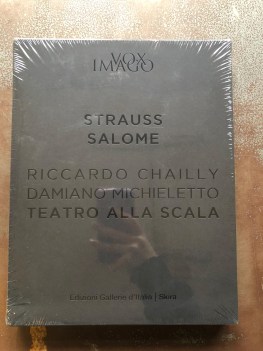 VOX
IMAGO
STRAUSS
SALOME
RICCARDO CHAILLY
DAMIANO MICHIELETTO
TEATRO ALLA SCALA
Edizioni Gallerie d'Italia | Skira